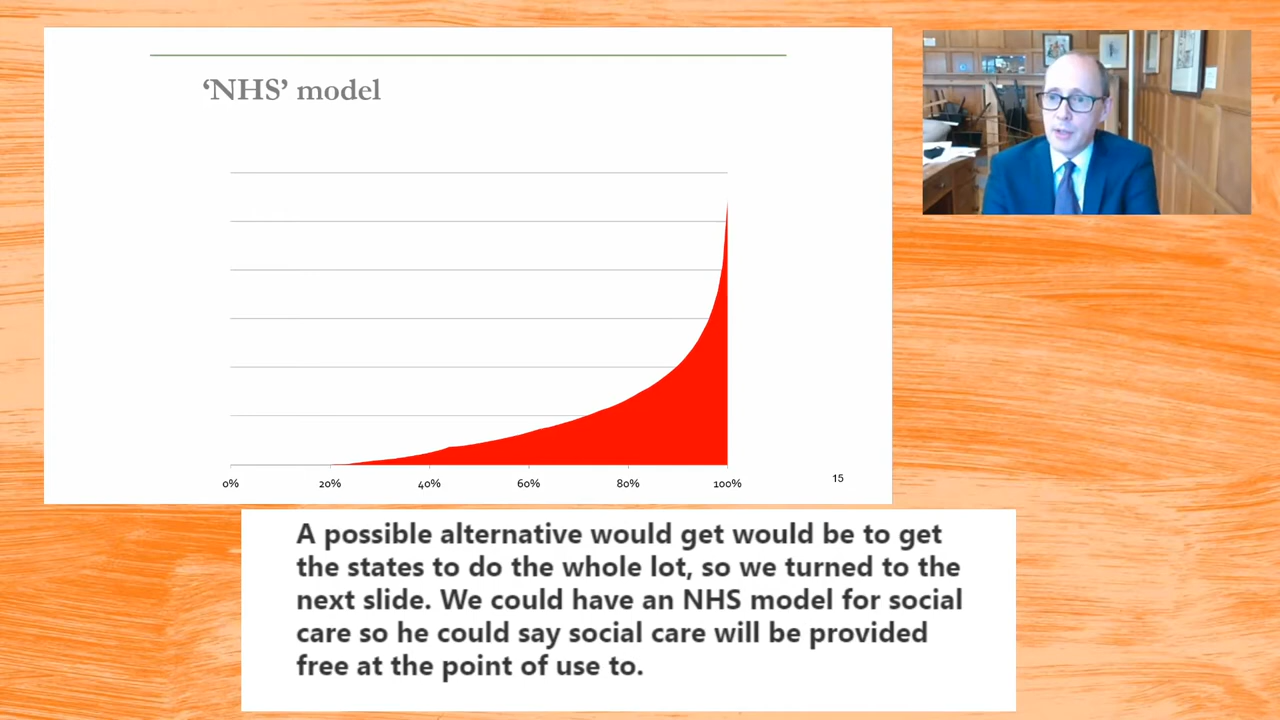 ‘NHS’ model
0% 20% 40% 60% 80% 100%
15
A possible alternative would get would be to get
the states to do the whole lot, so we turned to the
next slide. We could have an NHS model for social
care so he could say social care will be provided
free at the point of use to.